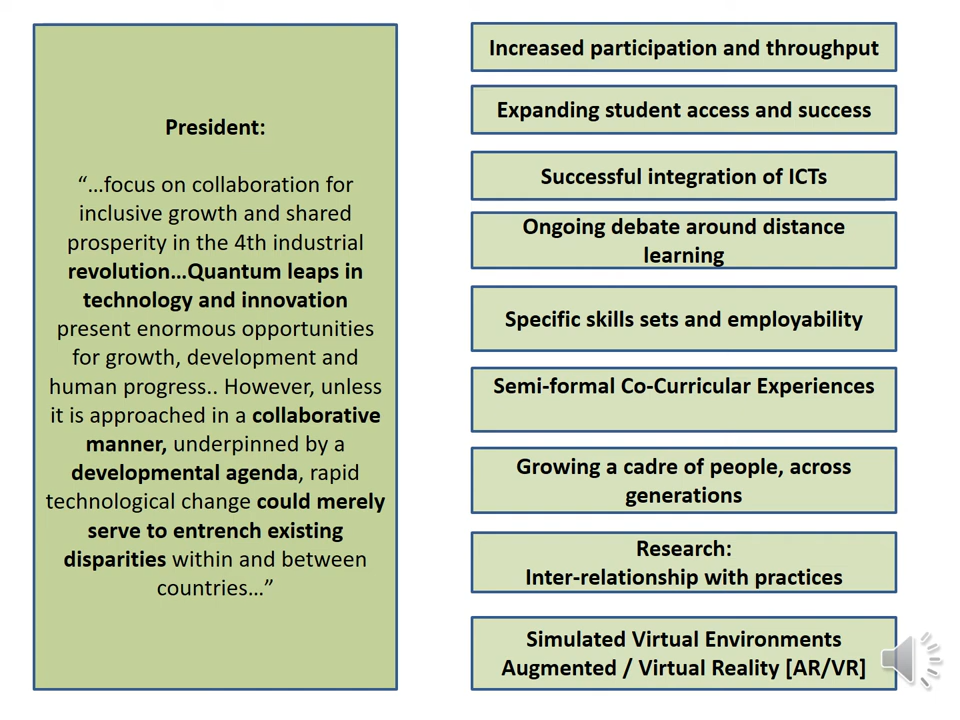 President:
“…focus on collaboration for
inclusive growth and shared
prosperity in the 4th industrial
revolution…Quantum leaps in
technology and innovation
present enormous opportunities
for growth, development and
human progress.. However, unless
it is approached in a collaborative
manner, underpinned by a
developmental agenda, rapid
technological change could merely
serve to entrench existing
disparities within and between
countries…”
Increased participation and throughput
Expanding student access and success
Successful integration of ICTs
Ongoing debate around distance
learning
Specific skills sets and employability
Semi-formal Co-Curricular Experiences
Growing a cadre of people, across
generations
Research:
Inter-relationship with practices
Simulated Virtual Environments
Augmented / Virtual Reality [AR/VR]